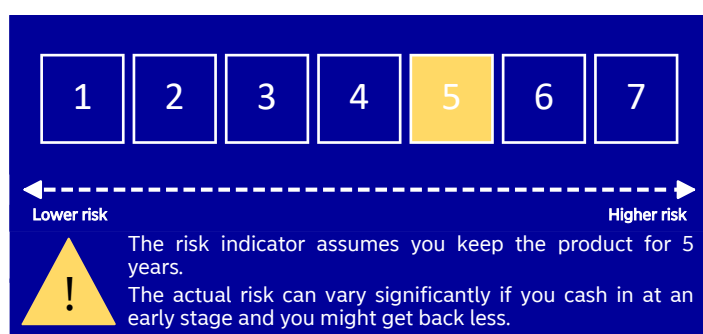 1 2 3 4 5 6 7
Lower risk Higher risk
The risk indicator assumes you keep the product for 5
years.
!
The actual risk can vary significantly if you cash in at an
early stage and you might get back less.